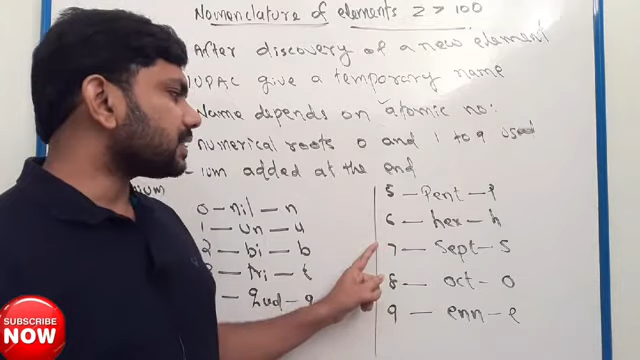 Nomenclature of elements Z > 100
After discovery of a new element
IUPAC give a temporary name
Name depends on atomic no:
numerical roots 0 and 1 to 9 used
-ium added at the end
ium
0 – nil – n
1 – un – u
2 – bi – b
3 – tri – t
– qud – q
5 – Pent – P
6 – hex – h
7 – Sept – S
8 – oct – O
9 – enn – e
SUBSCRIBE
NOW